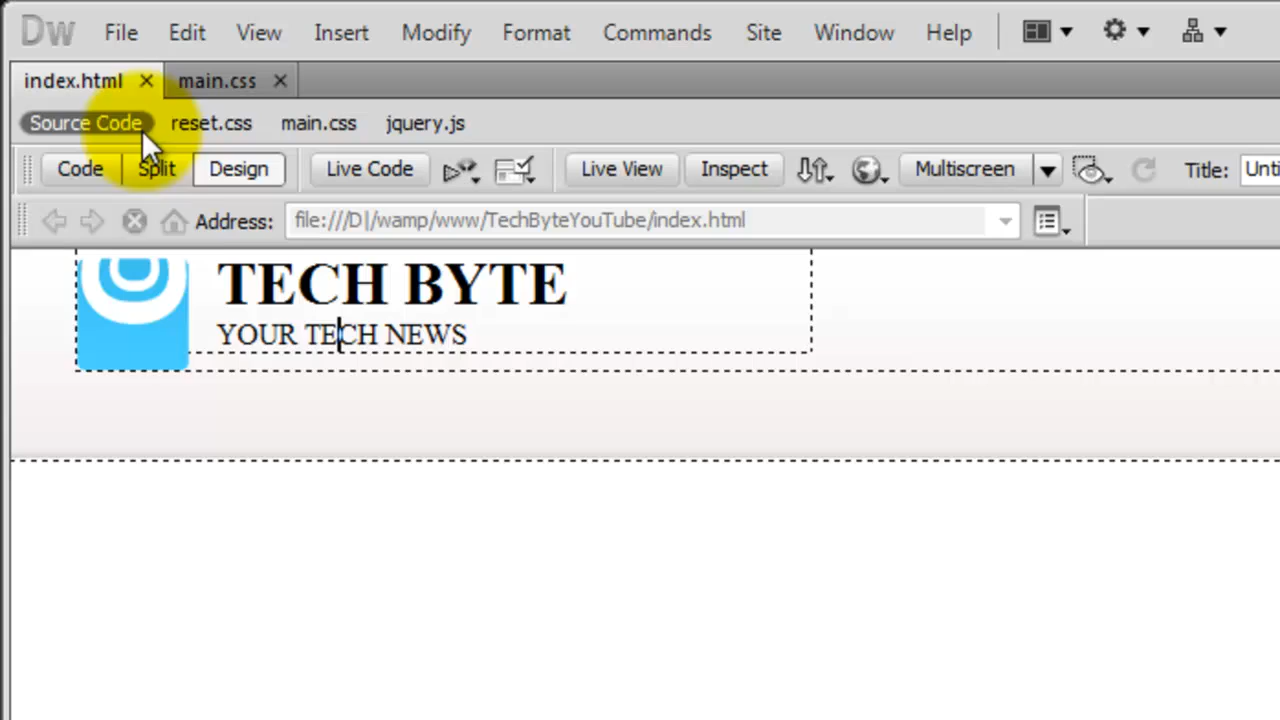 Dw File Edit View Insert Modify Format Commands Site Window Help
index.html main.css
Source Code reset.css main.css jquery.js
Code Split Design Live Code Live View Inspect Multiscreen Title: Unti
Address: file:///D|/wamp/www/TechByteYouTube/index.html
TECH BYTE
YOUR TECH NEWS